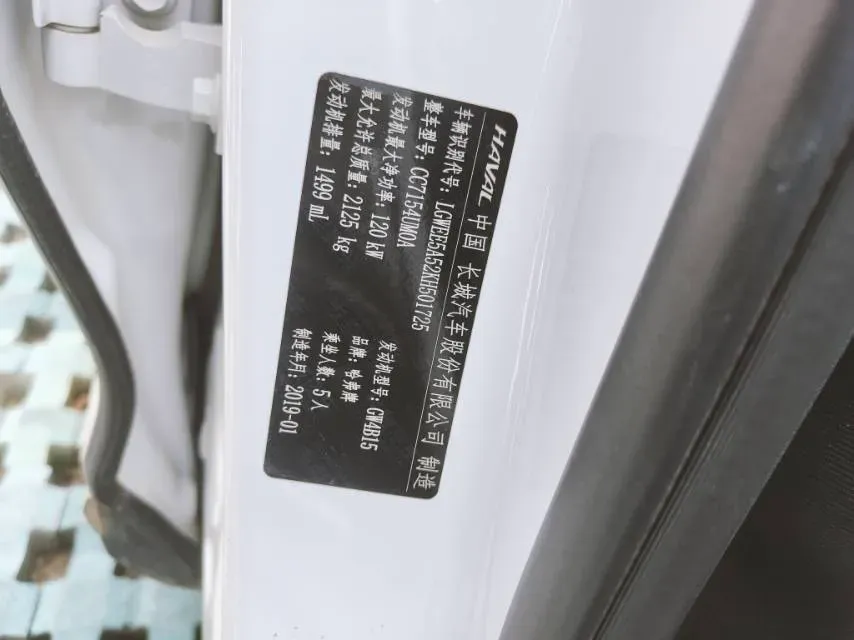 HAVAL 中国 长城汽车股份有限公司 制造
车辆识别代号: LGWEE5A52KH501725
整车型号: CC7154UM0A
发动机型号: GW4B15
发动机最大净功率: 120 kW
品牌: 哈弗牌
最大允许总质量: 2125 kg
乘坐人数: 5人
发动机排量: 1499 mL
制造年月: 2019-01